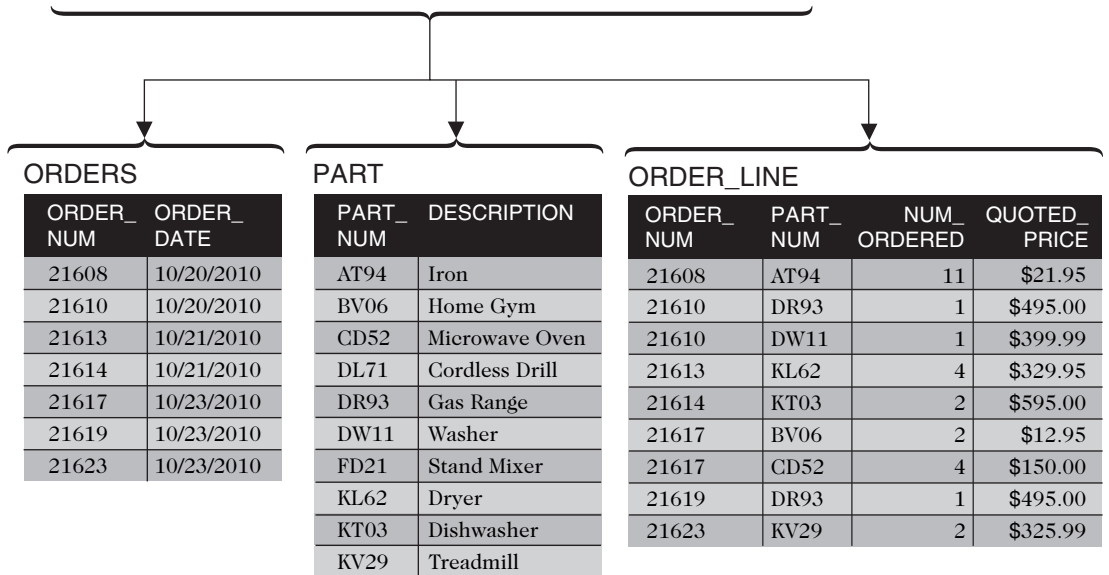 ORDERS
ORDER_ NUM ORDER_ DATE
21608 10/20/2010
21610 10/20/2010
21613 10/21/2010
21614 10/21/2010
21617 10/23/2010
21619 10/23/2010
21623 10/23/2010
PART
PART_ NUM DESCRIPTION
AT94 Iron
BV06 Home Gym
CD52 Microwave Oven
DL71 Cordless Drill
DR93 Gas Range
DW11 Washer
FD21 Stand Mixer
KL62 Dryer
KT03 Dishwasher
KV29 Treadmill
ORDER_LINE
ORDER_ NUM PART_ NUM NUM_ ORDERED QUOTED_ PRICE
21608 AT94 11 $21.95
21610 DR93 1 $495.00
21610 DW11 1 $399.99
21613 KL62 4 $329.95
21614 KT03 2 $595.00
21617 BV06 2 $12.95
21617 CD52 4 $150.00
21619 DR93 1 $495.00
21623 KV29 2 $325.99